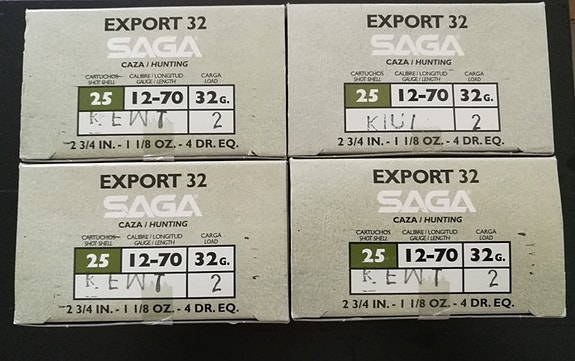 EXPORT 32
SAGA
CAZA / HUNTING
CARTUCHOS CALIBRE / LONGITUD CARGA
SHOT SHELL GAUGE / LENGTH LOAD
25 12-70 32 G.
KEWT 2
2 3/4 IN. - 1 1/8 OZ. - 4 DR. EQ.
EXPORT 32
SAGA
CAZA / HUNTING
CARTUCHOS CALIBRE / LONGITUD CARGA
SHOT SHELL GAUGE / LENGTH LOAD
25 12-70 32 G.
2
2 3/4 IN. - 1 1/8 OZ. - 4 DR. EQ.
EXPORT 32
SAGA
CAZA / HUNTING
CARTUCHOS CALIBRE / LONGITUD CARGA
SHOT SHELL GAUGE / LENGTH LOAD
25 12-70 32 G.
KEWT 2
2 3/4 IN. - 1 1/8 OZ. - 4 DR. EQ.
EXPORT 32
SAGA
CAZA / HUNTING
CARTUCHOS CALIBRE / LONGITUD CARGA
SHOT SHELL GAUGE / LENGTH LOAD
25 12-70 32 G.
KEWT 2
2 3/4 IN. - 1 1/8 OZ. - 4 DR. EQ.